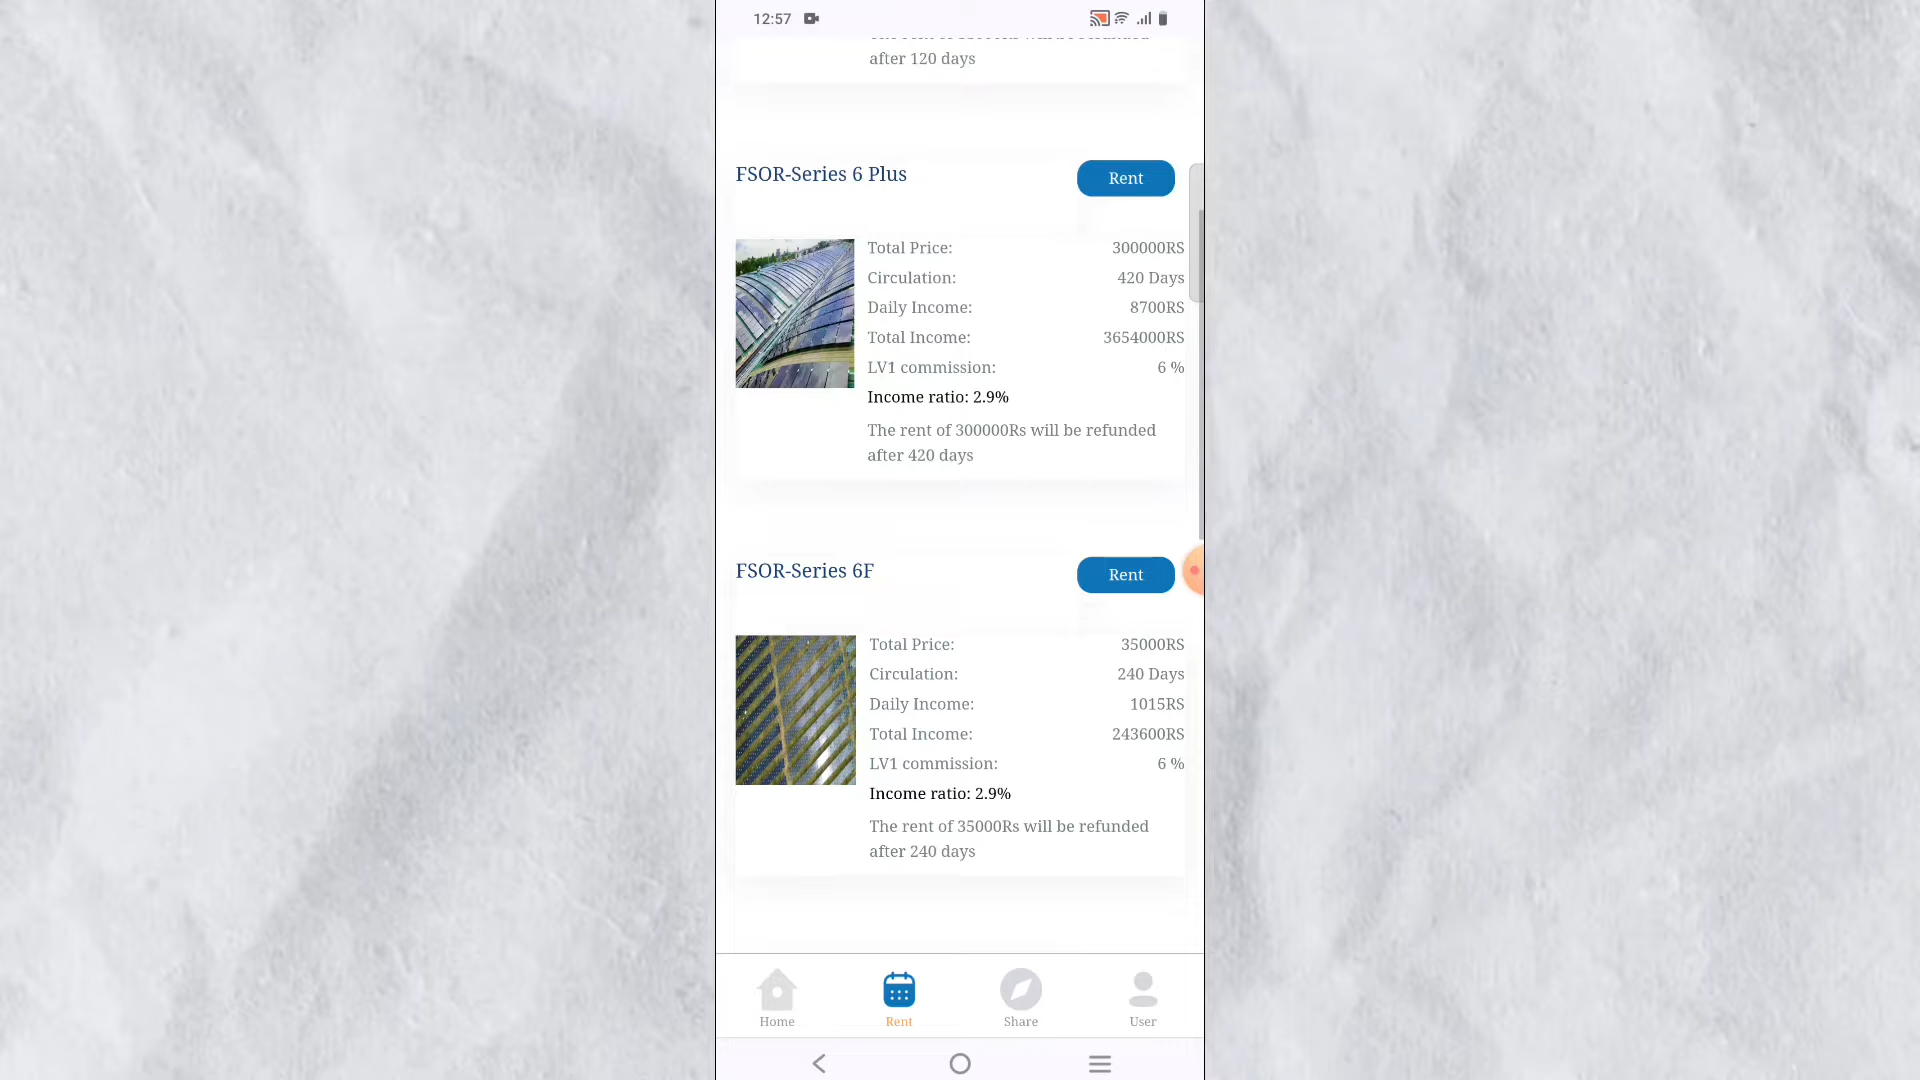 12:57
after 120 days
FSOR-Series 6 Plus
Rent
Total Price: 300000RS
Circulation: 420 Days
Daily Income: 8700RS
Total Income: 3654000RS
LV1 commission: 6 %
Income ratio: 2.9%
The rent of 300000Rs will be refunded
after 420 days
FSOR-Series 6F
Rent
Total Price: 35000RS
Circulation: 240 Days
Daily Income: 1015RS
Total Income: 243600RS
LV1 commission: 6 %
Income ratio: 2.9%
The rent of 35000Rs will be refunded
after 240 days
Home Rent Share User